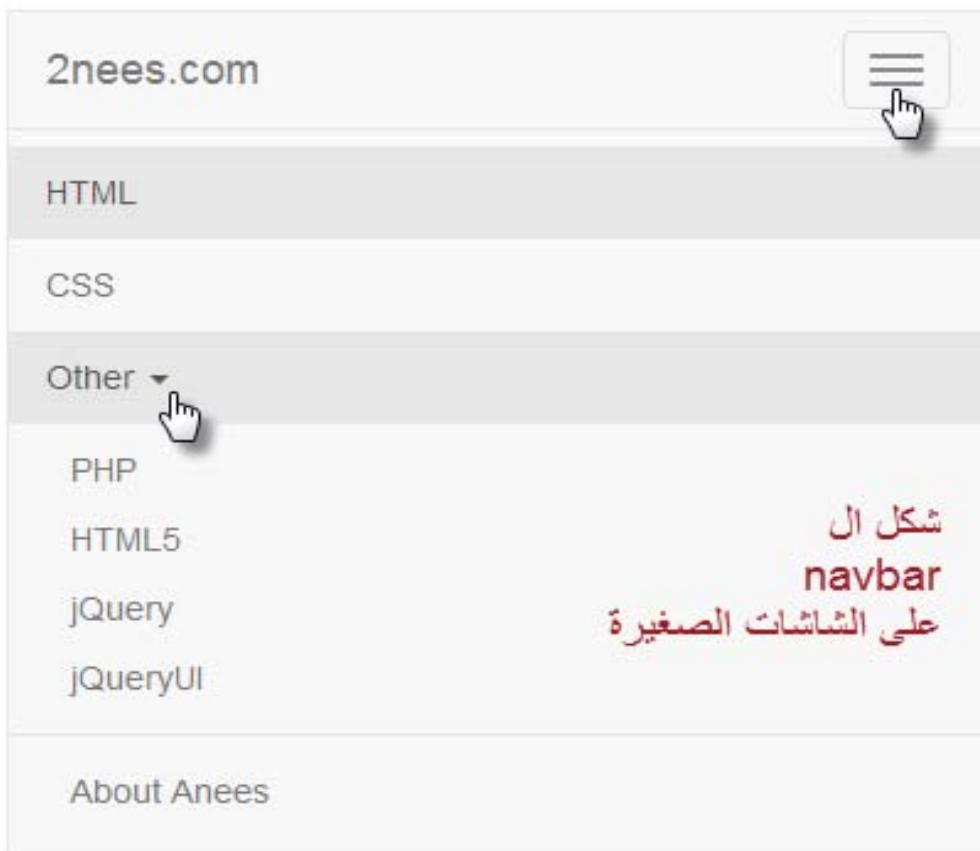 2nees.com
HTML
CSS
Other
PHP
HTML5
jQuery
jQueryUI
شكل ال
navbar
على الشاشات الصغيرة
About Anees